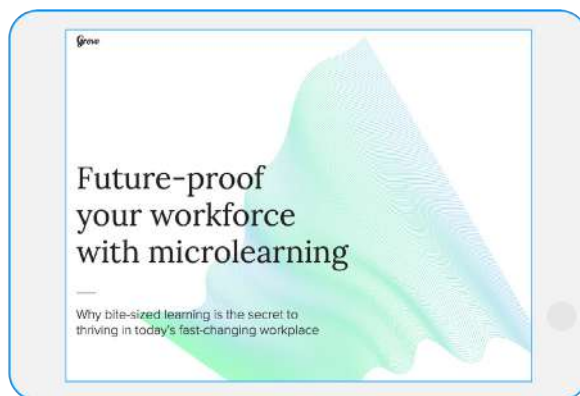 Grovo
Future-proof
your workforce
with microlearning
Why bite-sized learning is the secret to
thriving in today's fast-changing workplace